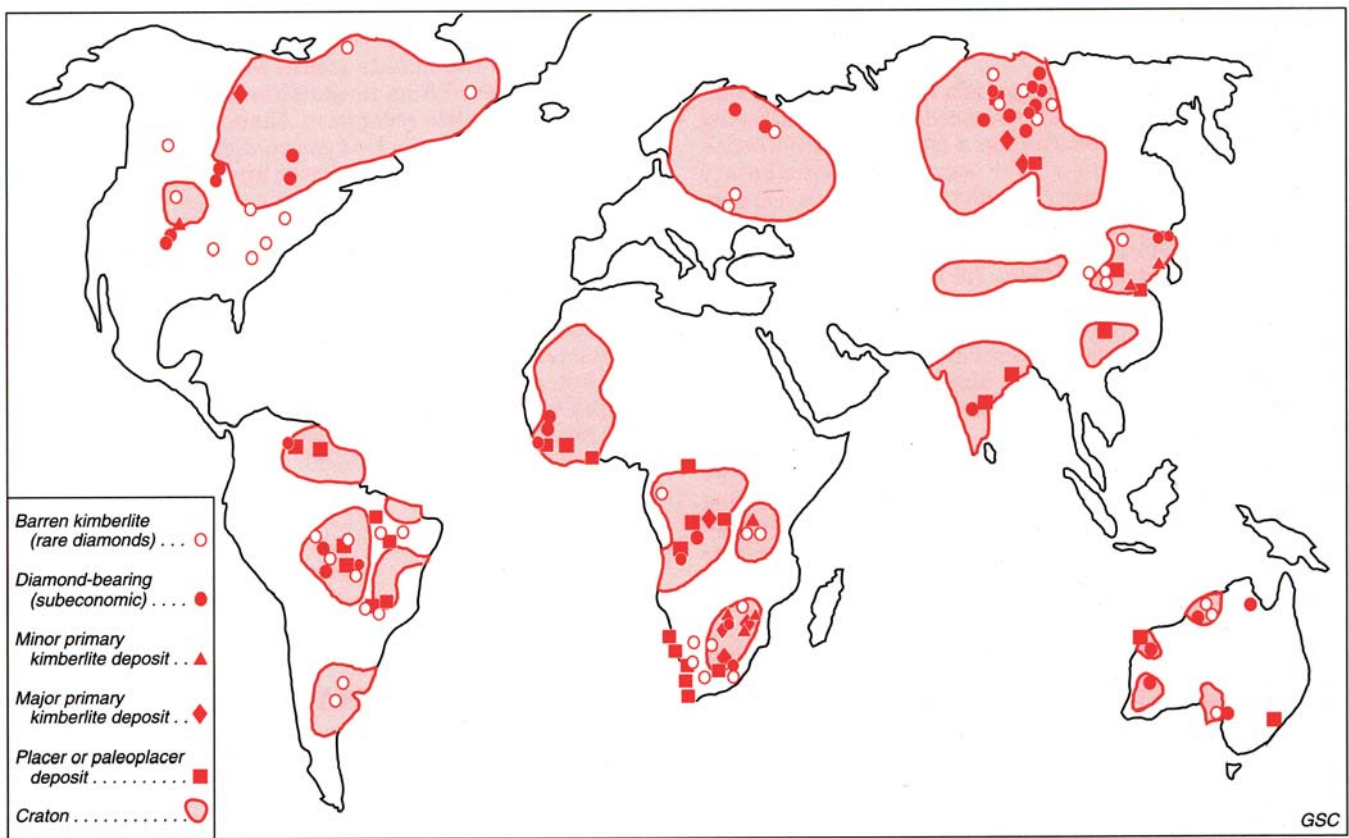 Barren kimberlite
(rare diamonds) . . .
Diamond-bearing
(subeconomic) . . . .
Minor primary
kimberlite deposit . .
Major primary
kimberlite deposit . .
Placer or paleoplacer
deposit . . . . . . . . . .
Craton . . . . . . . . . . . .
GSC